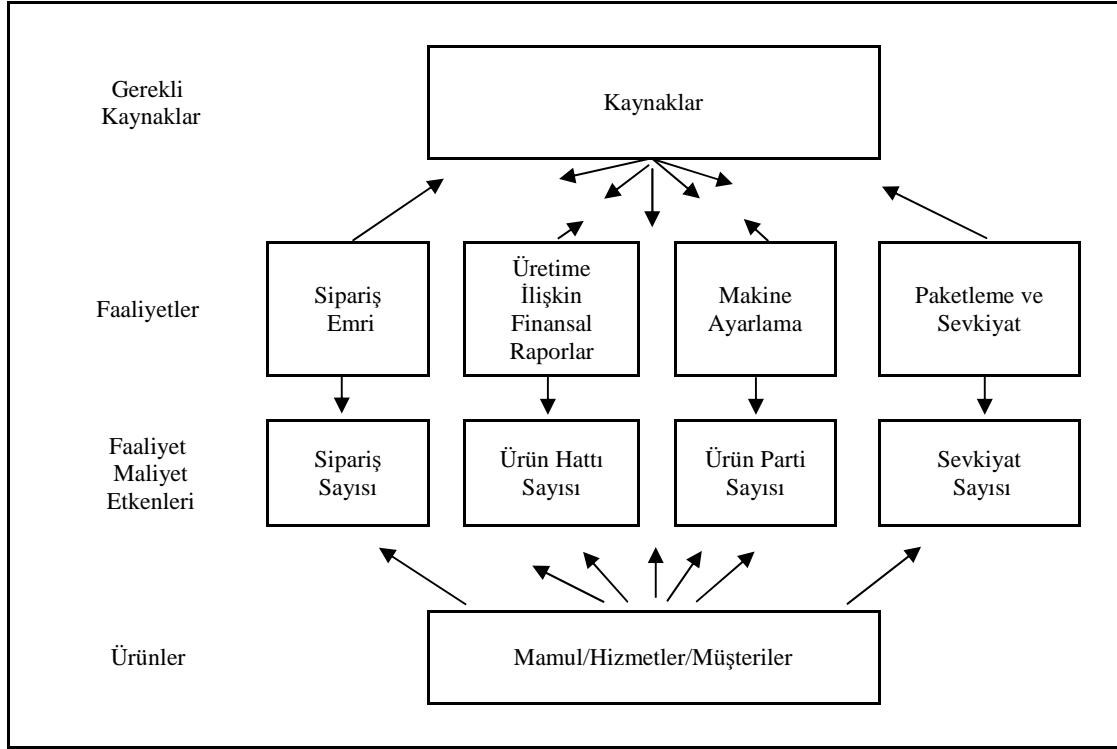 Gerekli
Kaynaklar
Kaynaklar
Faaliyetler
Sipariş
Emri
Üretime
İlişkin
Finansal
Raporlar
Makine
Ayarlama
Paketleme ve
Sevkiyat
Faaliyet
Maliyet
Etkenleri
Sipariş
Sayısı
Ürün Hattı
Sayısı
Ürün Parti
Sayısı
Sevkiyat
Sayısı
Ürünler
Mamul/Hizmetler/Müşteriler